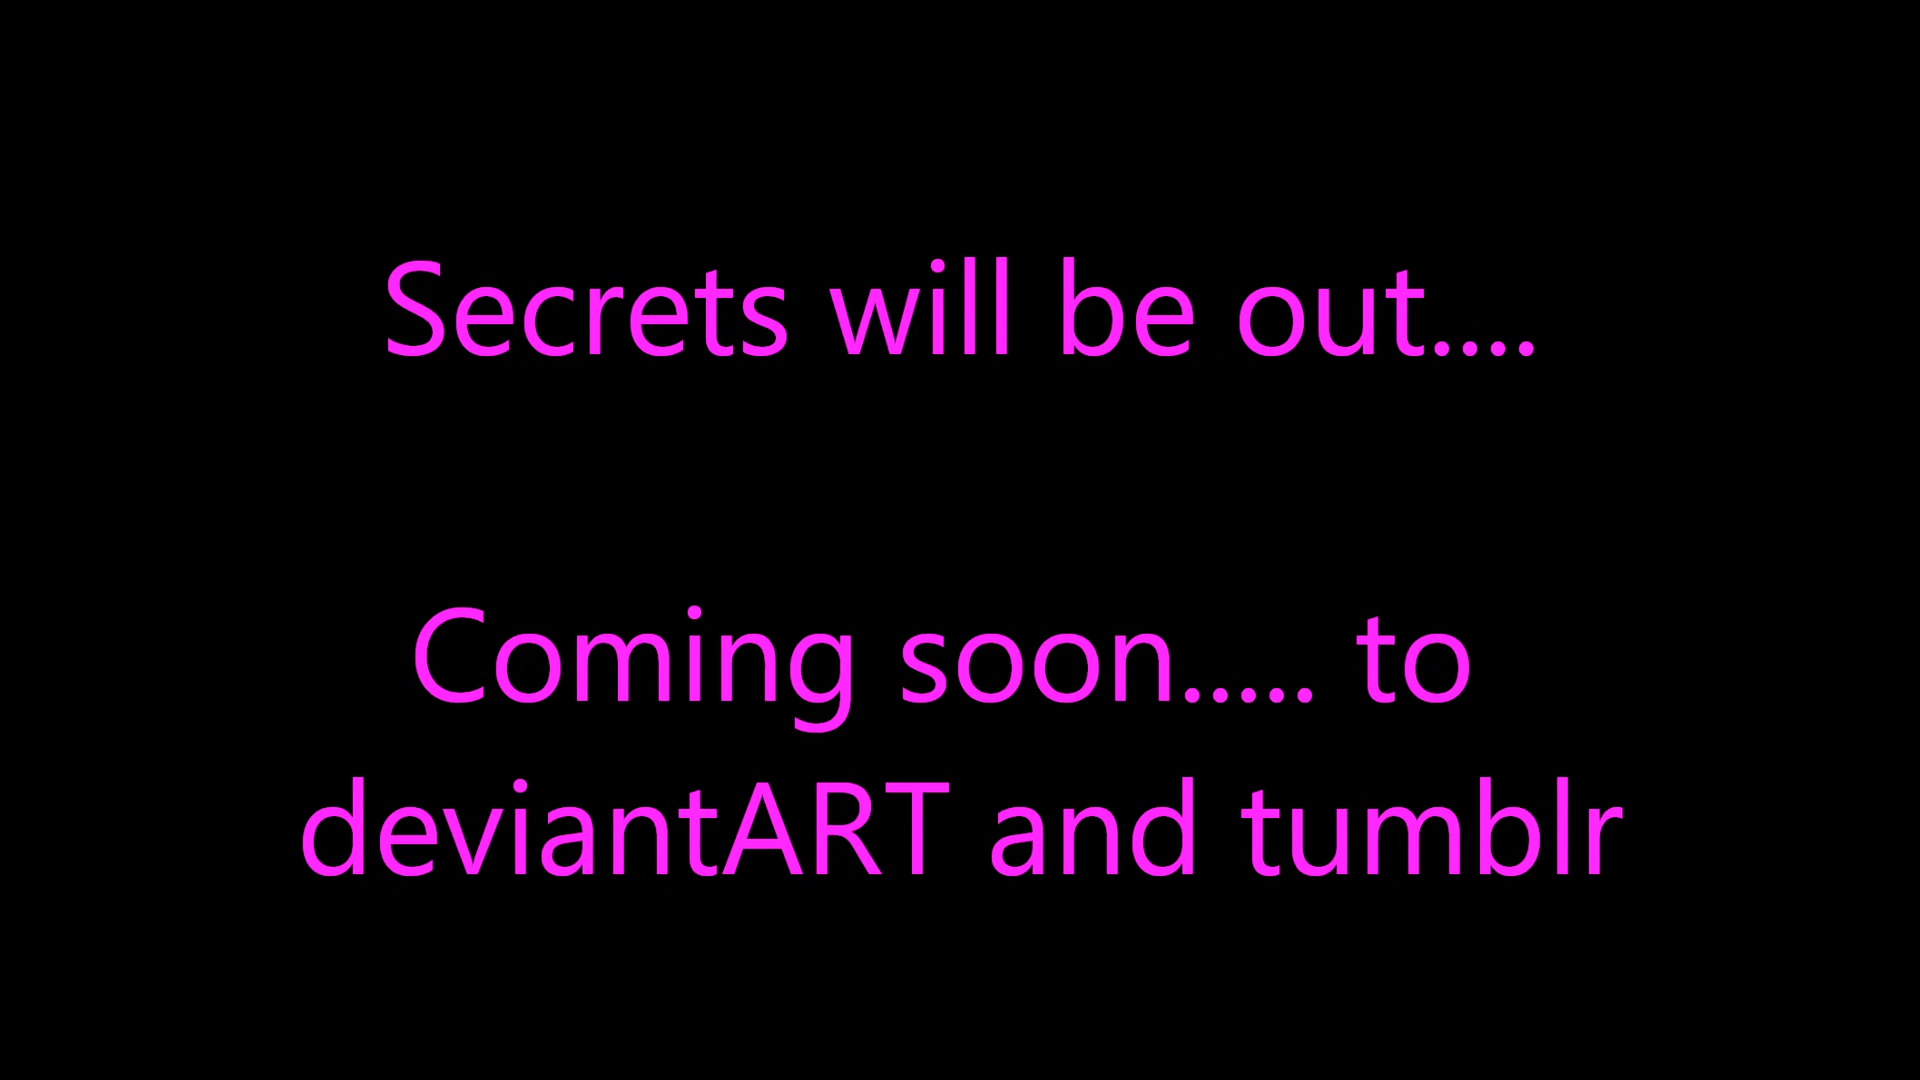 Secrets will be out....
Coming soon..... to
deviantART and tumblr